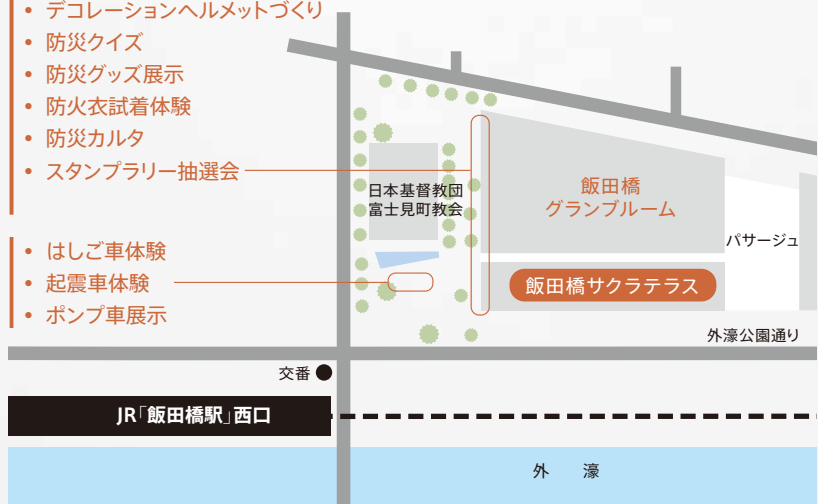 • デコレーションヘルメットづくり
• 防災クイズ
• 防災グッズ展示
• 防火衣試着体験
• 防災カルタ
• スタンプラリー抽選会
• はしご車体験
• 起震車体験
• ポンプ車展示
日本基督教団
富士見町教会
飯田橋
グランブルーム
パサージュ
飯田橋サクラテラス
外濠公園通り
交番
JR「飯田橋駅」西口
外 濠